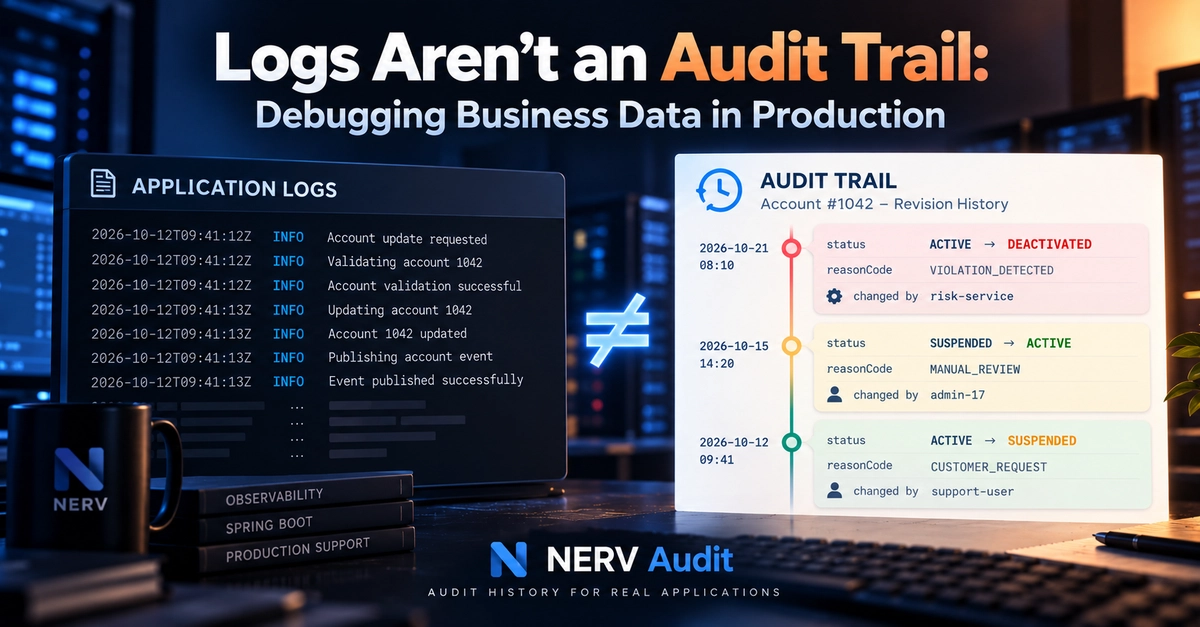 Logs Aren't an Audit Trail:
Debugging Business Data in Production
APPLICATION LOGS
2026-10-12T09:41:12Z INFO Account update requested
2026-10-12T09:41:12Z INFO Validating account 1042
2026-10-12T09:41:12Z INFO Account validation successful
2026-10-12T09:41:13Z INFO Updating account 1042
2026-10-12T09:41:13Z INFO Account 1042 updated
2026-10-12T09:41:13Z INFO Publishing account event
2026-10-12T09:41:13Z INFO Event published successfully
...
...
...
...
≠
AUDIT TRAIL
Account #1042 – Revision History
2026-10-21
08:10
status ACTIVE → DEACTIVATED
reasonCode VIOLATION_DETECTED
changed by risk-service
2026-10-15
14:20
status SUSPENDED → ACTIVE
reasonCode MANUAL_REVIEW
changed by admin-17
2026-10-12
09:41
status ACTIVE → SUSPENDED
reasonCode CUSTOMER_REQUEST
changed by support-user
N
NERV
OBSERVABILITY
SPRING BOOT
PRODUCTION SUPPORT
N NERV Audit
AUDIT HISTORY FOR REAL APPLICATIONS